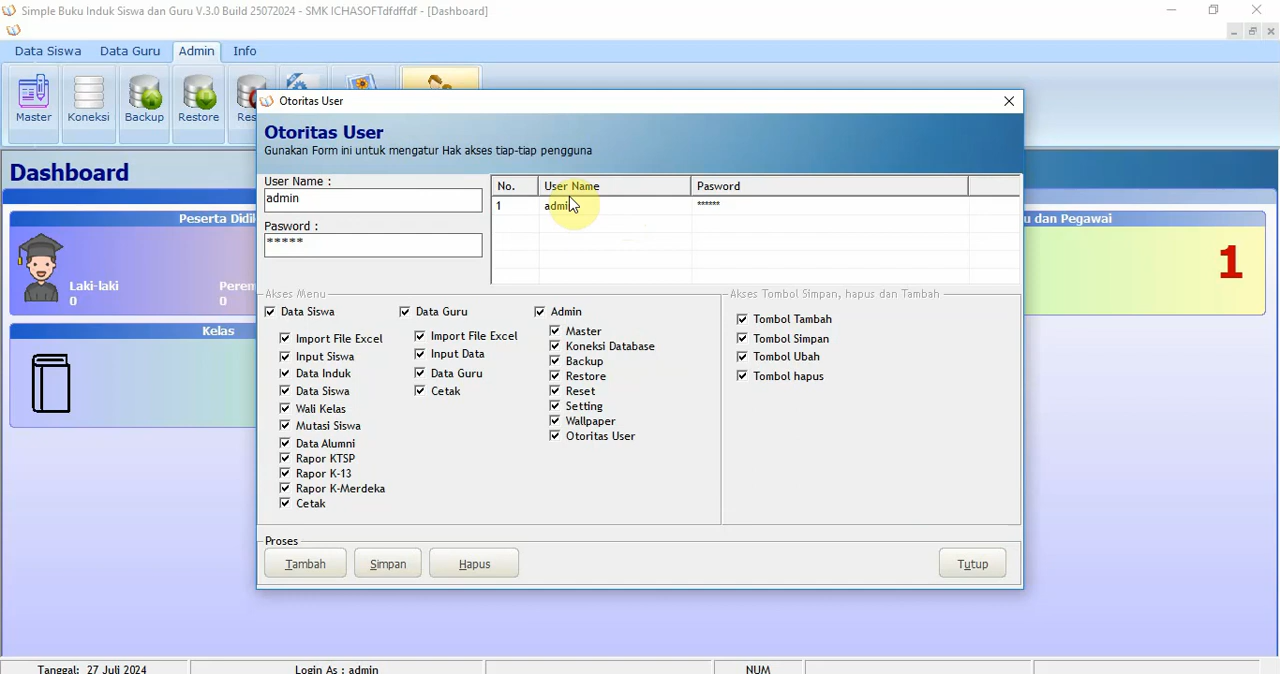 Simple Buku Induk Siswa dan Guru V.3.0 Build 25072024 - SMK ICHASOFTdfdffdf - [Dashboard]
Data Siswa Data Guru Admin Info
Master Koneksi Backup Restore Res
Dashboard
Peserta Didi
Laki-laki Perem
0 0
Kelas
u dan Pegawai
1
Otoritas User
Otoritas User
Gunakan Form ini untuk mengatur Hak akses tiap-tiap pengguna
User Name :
admin
Pasword :
*****
No. User Name Pasword
1 admin ******
Akses Menu
Data Siswa
Import File Excel
Input Siswa
Data Induk
Data Siswa
Wali Kelas
Mutasi Siswa
Data Alumni
Rapor KTSP
Rapor K-13
Rapor K-Merdeka
Cetak
Data Guru
Import File Excel
Input Data
Data Guru
Cetak
Admin
Master
Koneksi Database
Backup
Restore
Reset
Setting
Wallpaper
Otoritas User
Akses Tombol Simpan, hapus dan Tambah
Tombol Tambah
Tombol Simpan
Tombol Ubah
Tombol hapus
Proses
Tambah Simpan Hapus Tutup
Tanggal: 27 Juli 2024 Login As : admin NUM